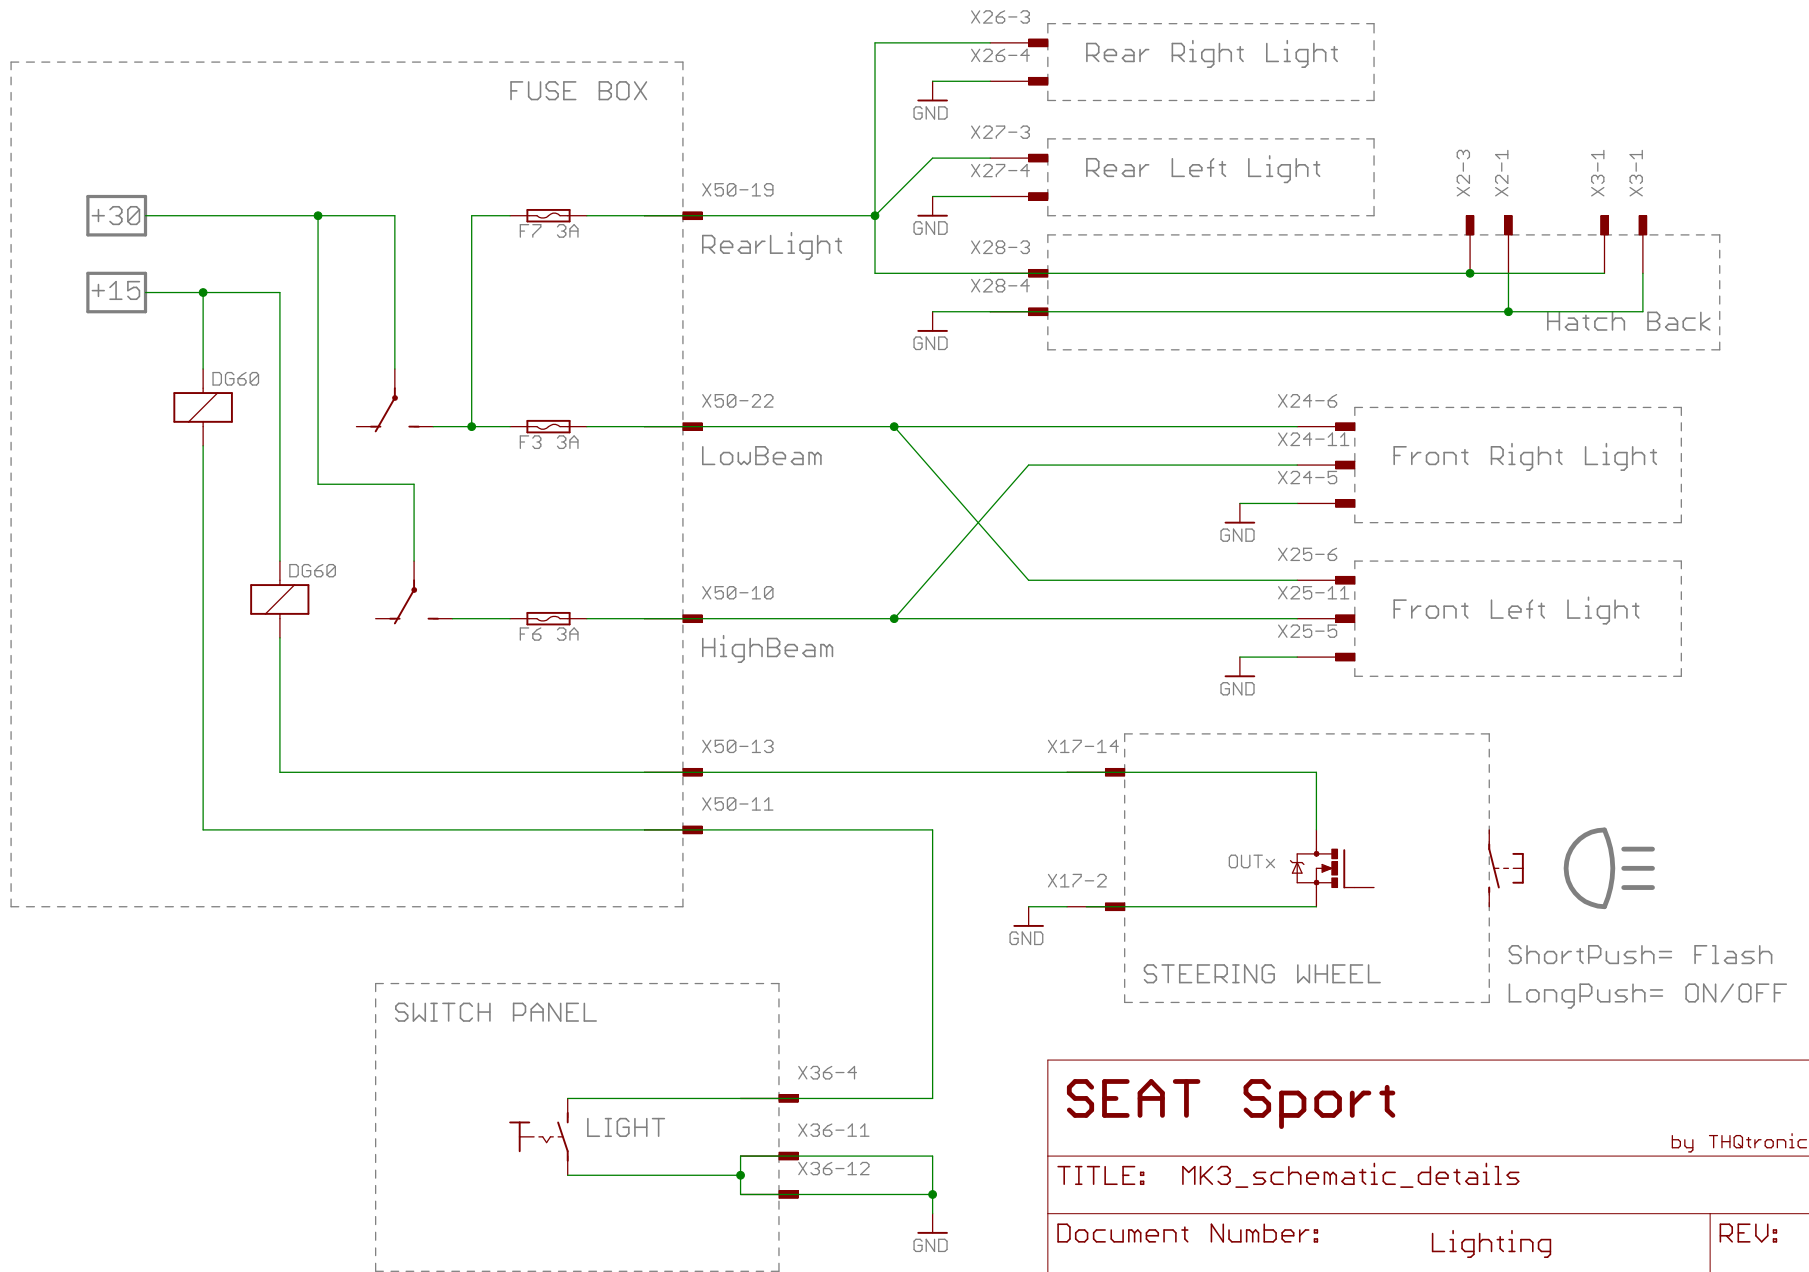 FUSE BOX
+30
+15
DG60
DG60
F7 3A
F3 3A
F6 3A
X50-19
RearLight
X50-22
LowBeam
X50-10
HighBeam
X50-13
X50-11
X26-3
X26-4
GND
Rear Right Light
X27-3
X27-4
GND
Rear Left Light
X28-3
X28-4
GND
X2-3
X2-1
X3-1
X3-1
Hatch Back
X24-6
X24-11
X24-5
GND
Front Right Light
X25-6
X25-11
X25-5
GND
Front Left Light
X17-14
OUTx
X17-2
GND
STEERING WHEEL
ShortPush= Flash
LongPush= ON/OFF
SWITCH PANEL
LIGHT
X36-4
X36-11
X36-12
GND
SEAT Sport
by THQtronic
TITLE: MK3_schematic_details
Document Number: Lighting
REV: